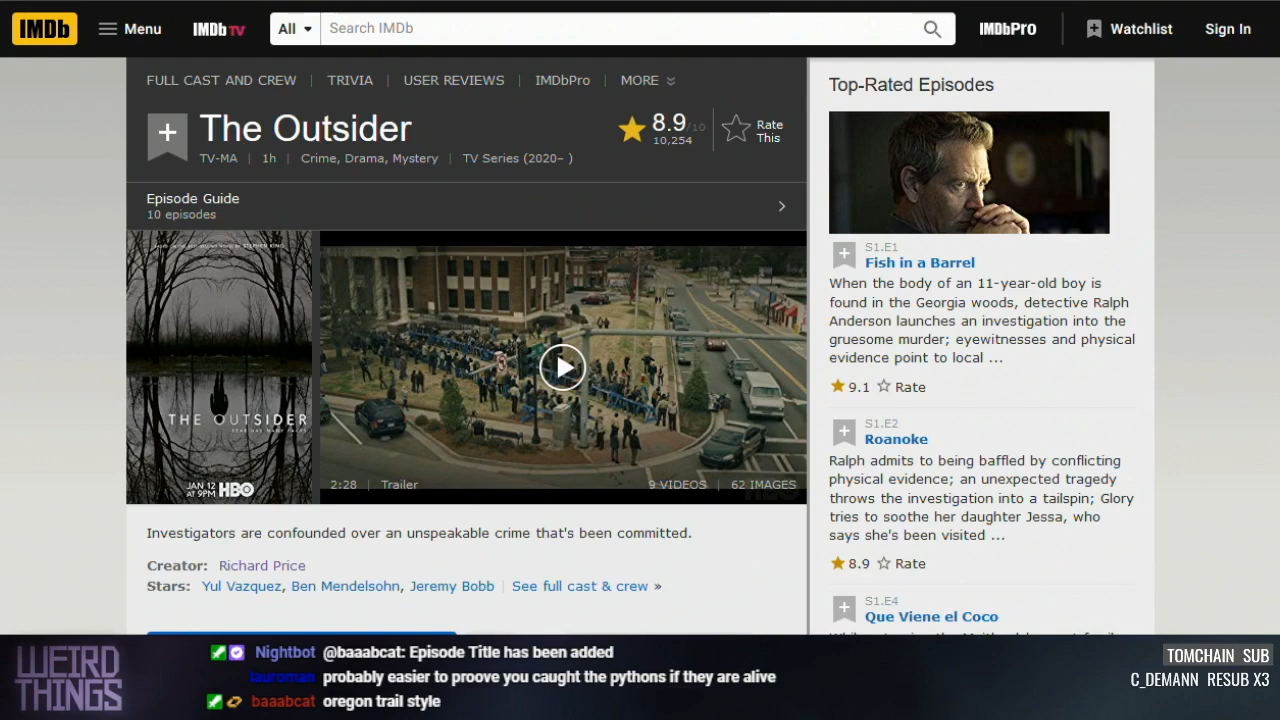 IMDb
Menu
IMDb TV
All
Search IMDb
IMDbPro
Watchlist
Sign In
FULL CAST AND CREW | TRIVIA | USER REVIEWS | IMDbPro | MORE
The Outsider
8.9/10
10,254
Rate This
TV-MA | 1h | Crime, Drama, Mystery | TV Series (2020– )
Episode Guide
10 episodes
THE OUTSIDER
JAN 12
AT 9PM HBO
2:28 | Trailer
9 VIDEOS | 62 IMAGES
Investigators are confounded over an unspeakable crime that's been committed.
Creator: Richard Price
Stars: Yul Vazquez, Ben Mendelsohn, Jeremy Bobb | See full cast & crew »
Top-Rated Episodes
S1.E1
Fish in a Barrel
When the body of an 11-year-old boy is
found in the Georgia woods, detective Ralph
Anderson launches an investigation into the
gruesome murder; eyewitnesses and physical
evidence point to local ...
9.1 Rate
S1.E2
Roanoke
Ralph admits to being baffled by conflicting
physical evidence; an unexpected tragedy
throws the investigation into a tailspin; Glory
tries to soothe her daughter Jessa, who
says she's been visited ...
8.9 Rate
S1.E4
Que Viene el Coco
WEIRD
THINGS
Nightbot @baaabcat: Episode Title has been added
tauroman probably easier to proove you caught the pythons if they are alive
baaabcat oregon trail style
TOMCHAIN SUB
C_DEMANN RESUB X3